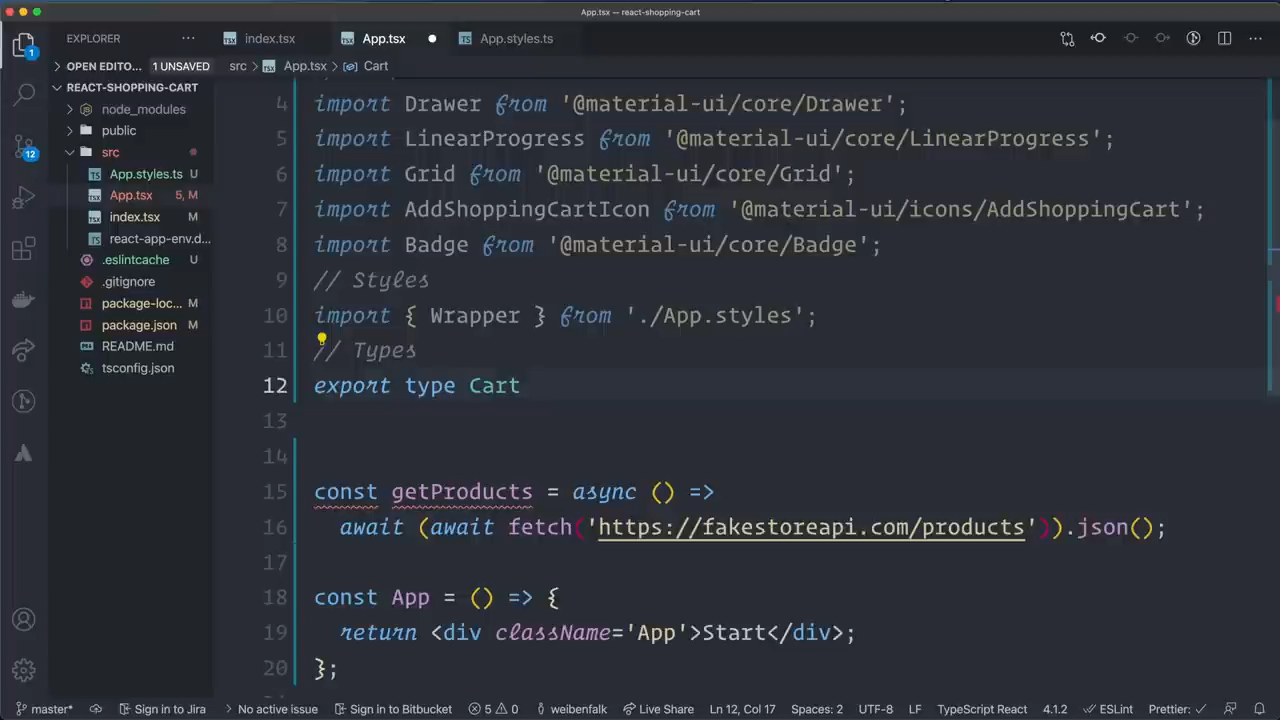 App.tsx — react-shopping-cart
EXPLORER
index.tsx
App.tsx
App.styles.ts
OPEN EDITO... 1 UNSAVED
src > App.tsx > Cart
REACT-SHOPPING-CART
node_modules
public
src
App.styles.ts U
App.tsx 5, M
index.tsx M
react-app-env.d...
.eslintcache U
.gitignore
package-loc... M
package.json M
README.md
tsconfig.json
1
12
4 import Drawer from '@material-ui/core/Drawer';
5 import LinearProgress from '@material-ui/core/LinearProgress';
6 import Grid from '@material-ui/core/Grid';
7 import AddShoppingCartIcon from '@material-ui/icons/AddShoppingCart';
8 import Badge from '@material-ui/core/Badge';
9 // Styles
10 import { Wrapper } from './App.styles';
11 // Types
12 export type Cart
13
14
15 const getProducts = async () =>
16 await (await fetch('https://fakestoreapi.com/products')).json();
17
18 const App = () => {
19 return <div className='App'>Start</div>;
20 };
master* Sign in to Jira No active issue Sign in to Bitbucket 5 0 weibenfalk Live Share Ln 12, Col 17 Spaces: 2 UTF-8 LF TypeScript React 4.1.2 ESLint Prettier: ✓